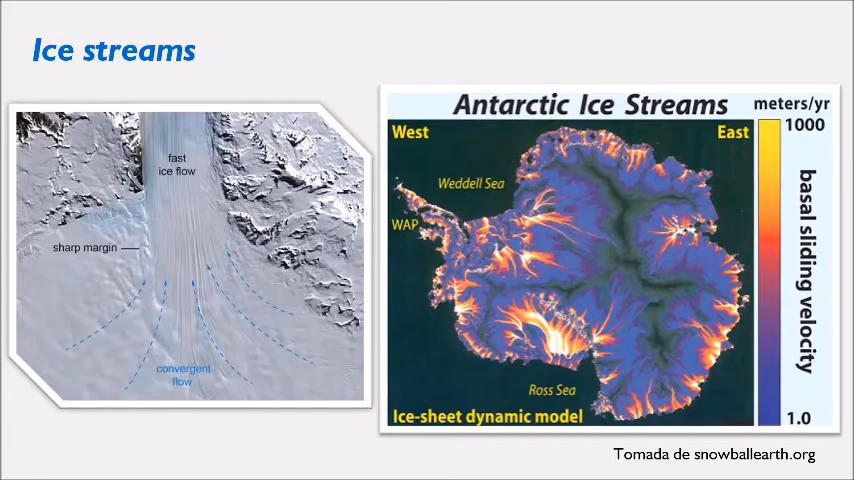 Ice streams
fast
ice flow
sharp margin
convergent
flow
Antarctic Ice Streams
meters/yr
West
East
1000
Weddell Sea
WAP
basal sliding velocity
Ross Sea
Ice-sheet dynamic model
1.0
Tomada de snowballearth.org